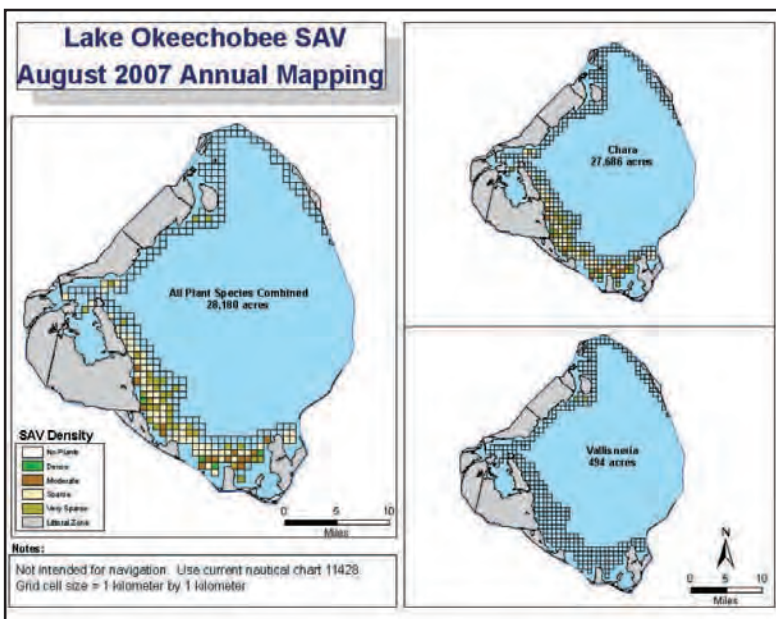 Lake Okeechobee SAV
August 2007 Annual Mapping
All Plant Species Combined
28,180 acres
SAV Density
No Plants
Dense
Moderate
Sparse
Very Sparse
Littoral Zone
0 5 10
Miles
Notes:
Not intended for navigation. Use current nautical chart 11428.
Grid cell size = 1 kilometer by 1 kilometer
Chara
27,686 acres
Vallisneria
494 acres
N
0 5 10
Miles